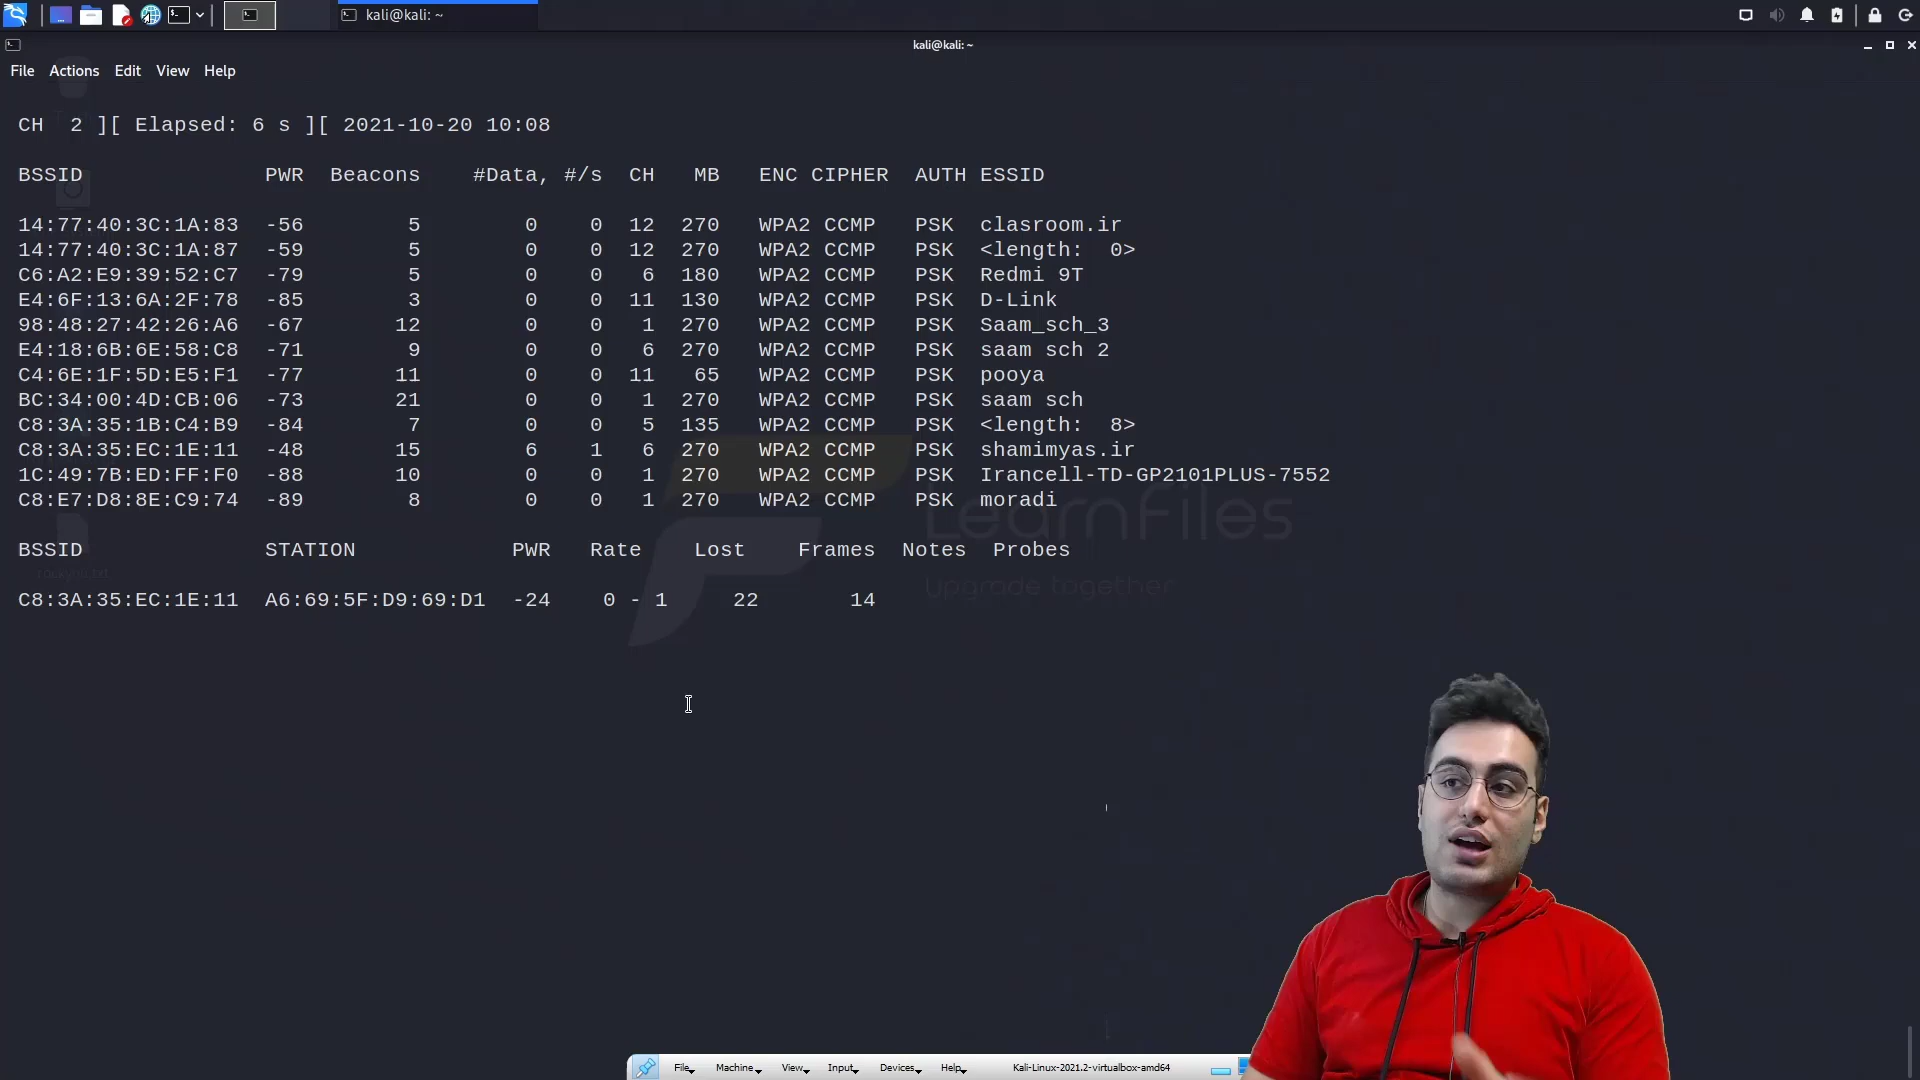 kali@kali: ~
kali@kali: ~
File Actions Edit View Help
CH 2 ][ Elapsed: 6 s ][ 2021-10-20 10:08
BSSID PWR Beacons #Data, #/s CH MB ENC CIPHER AUTH ESSID
14:77:40:3C:1A:83 -56 5 0 0 12 270 WPA2 CCMP PSK clasroom.ir
14:77:40:3C:1A:87 -59 5 0 0 12 270 WPA2 CCMP PSK <length: 0>
C6:A2:E9:39:52:C7 -79 5 0 0 6 180 WPA2 CCMP PSK Redmi 9T
E4:6F:13:6A:2F:78 -85 3 0 0 11 130 WPA2 CCMP PSK D-Link
98:48:27:42:26:A6 -67 12 0 0 1 270 WPA2 CCMP PSK Saam_sch_3
E4:18:6B:6E:58:C8 -71 9 0 0 6 270 WPA2 CCMP PSK saam sch 2
C4:6E:1F:5D:E5:F1 -77 11 0 0 11 65 WPA2 CCMP PSK pooya
BC:34:00:4D:CB:06 -73 21 0 0 1 270 WPA2 CCMP PSK saam sch
C8:3A:35:1B:C4:B9 -84 7 0 0 5 135 WPA2 CCMP PSK <length: 8>
C8:3A:35:EC:1E:11 -48 15 6 1 6 270 WPA2 CCMP PSK shamimyas.ir
1C:49:7B:ED:FF:F0 -88 10 0 0 1 270 WPA2 CCMP PSK Irancell-TD-GP2101PLUS-7552
C8:E7:D8:8E:C9:74 -89 8 0 0 1 270 WPA2 CCMP PSK moradi
LearnFiles
BSSID STATION PWR Rate Lost Frames Notes Probes
rockyou.txt
Upgrade together
C8:3A:35:EC:1E:11 A6:69:5F:D9:69:D1 -24 0 - 1 22 14
File Machine View Input Devices Help Kali-Linux-2021.2-virtualbox-amd64